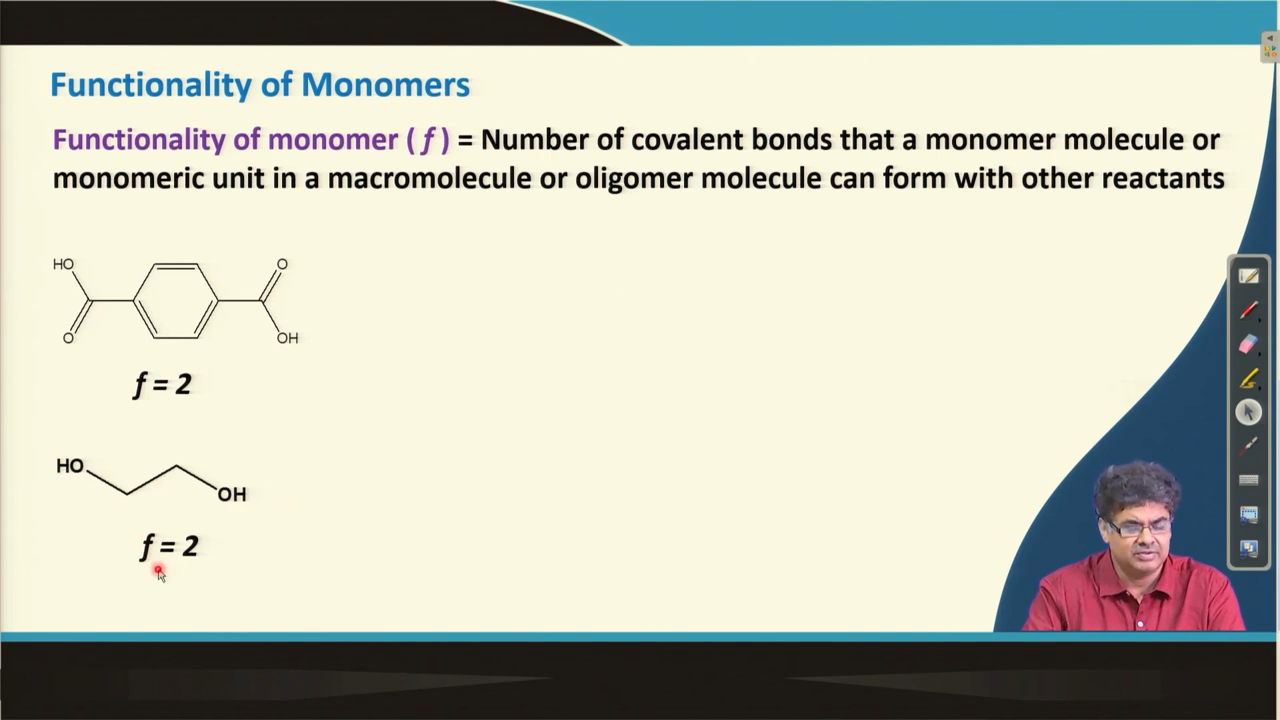 Functionality of Monomers
Functionality of monomer ( f ) = Number of covalent bonds that a monomer molecule or
monomeric unit in a macromolecule or oligomer molecule can form with other reactants
HO
O
O
OH
f = 2
HO
OH
f = 2